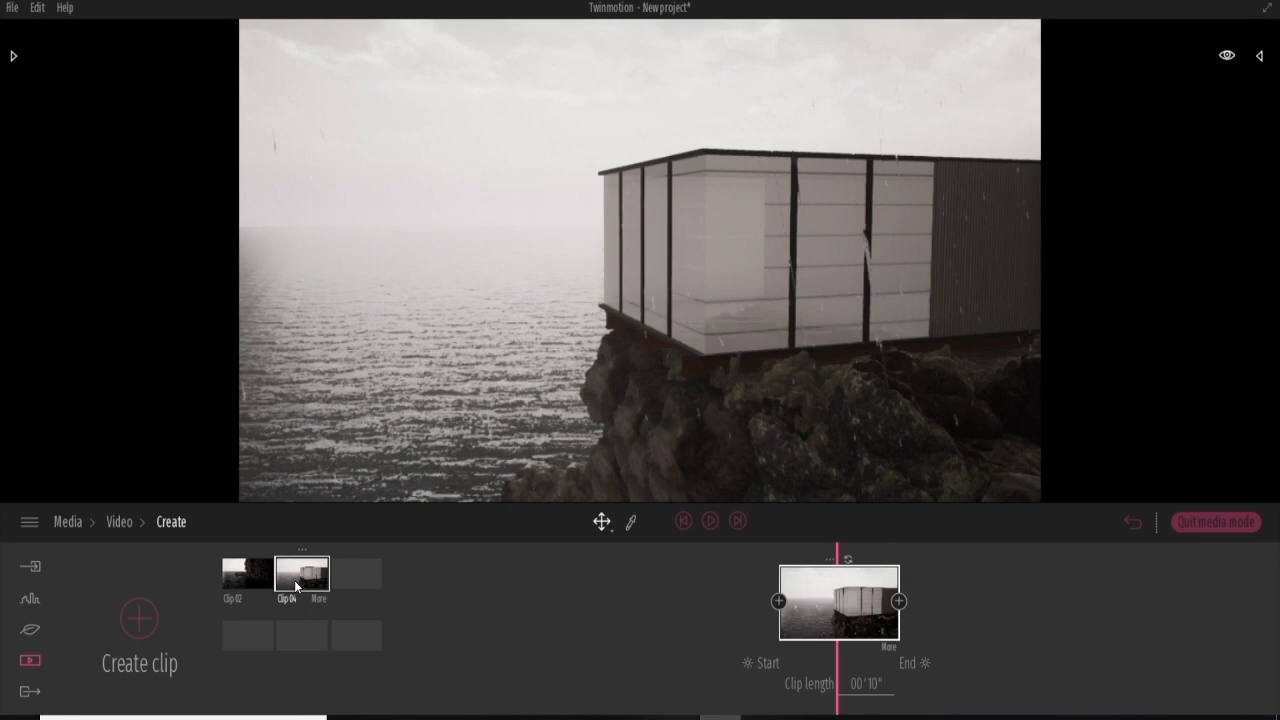 File Edit Help
Twinmotion - New project*
Media > Video > Create
Quit media mode
Clip 02
Clip 04 More
Create clip
More
Start
End
Clip length 00'10"